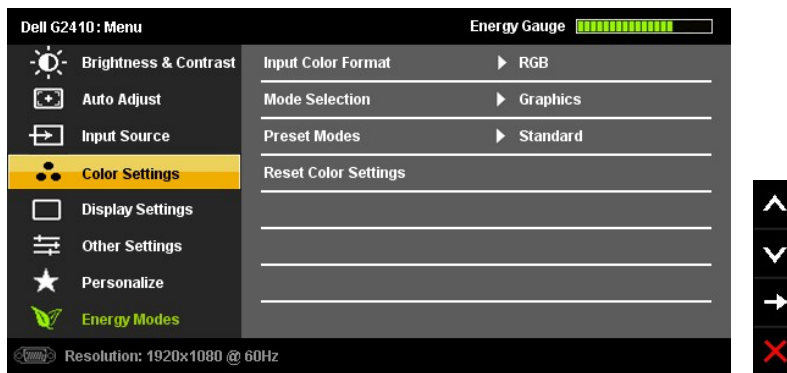 Dell G2410: Menu Energy Gauge
Brightness & Contrast Input Color Format RGB
Auto Adjust Mode Selection Graphics
Input Source Preset Modes Standard
Color Settings Reset Color Settings
Display Settings
Other Settings
Personalize
Energy Modes
Resolution: 1920x1080 @ 60Hz